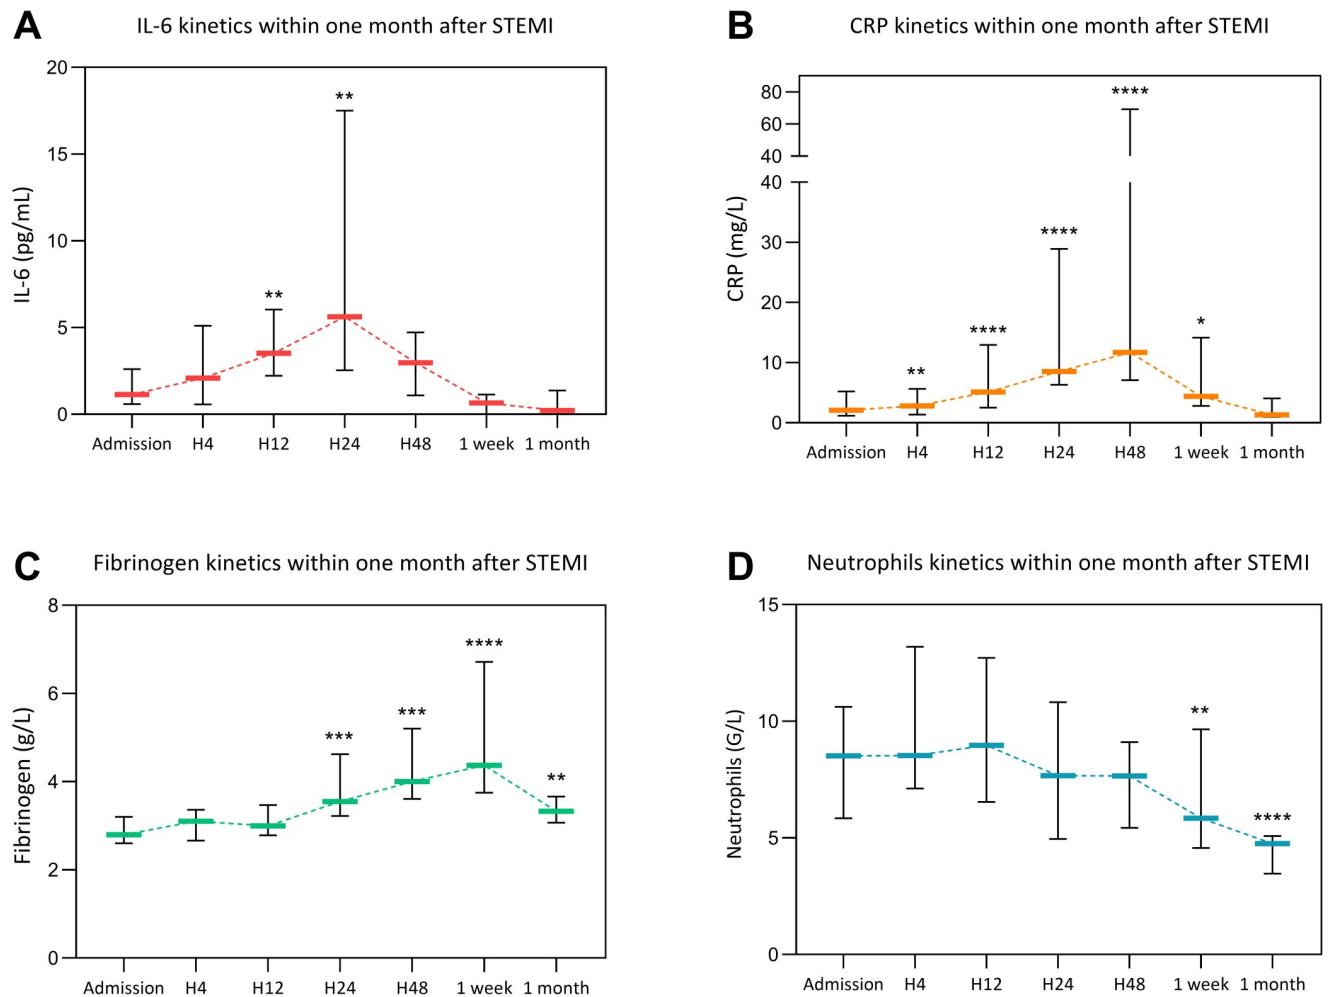 A
IL-6 kinetics within one month after STEMI
20
15
10
5
0
IL-6 (pg/mL)
**
**
Admission H4 H12 H24 H48 1 week 1 month
B
CRP kinetics within one month after STEMI
80
60
40
40
30
20
10
0
CRP (mg/L)
**
****
****
****
*
Admission H4 H12 H24 H48 1 week 1 month
C
Fibrinogen kinetics within one month after STEMI
8
6
4
2
0
Fibrinogen (g/L)
***
***
****
**
Admission H4 H12 H24 H48 1 week 1 month
D
Neutrophils kinetics within one month after STEMI
15
10
5
0
Neutrophils (G/L)
**
****
Admission H4 H12 H24 H48 1 week 1 month